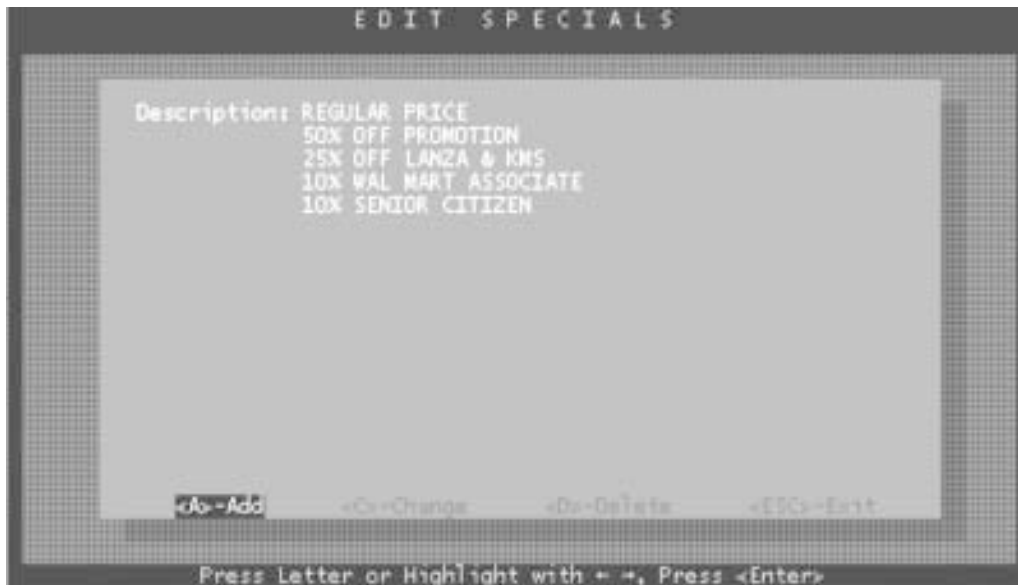 EDIT SPECIALS
Description: REGULAR PRICE
50% OFF PROMOTION
25% OFF LANZA & KMS
10% WAL MART ASSOCIATE
10% SENIOR CITIZEN
<A>-Add <C>-Change <D>-Delete <ESC>-Exit
Press Letter or Highlight with ← →, Press <Enter>